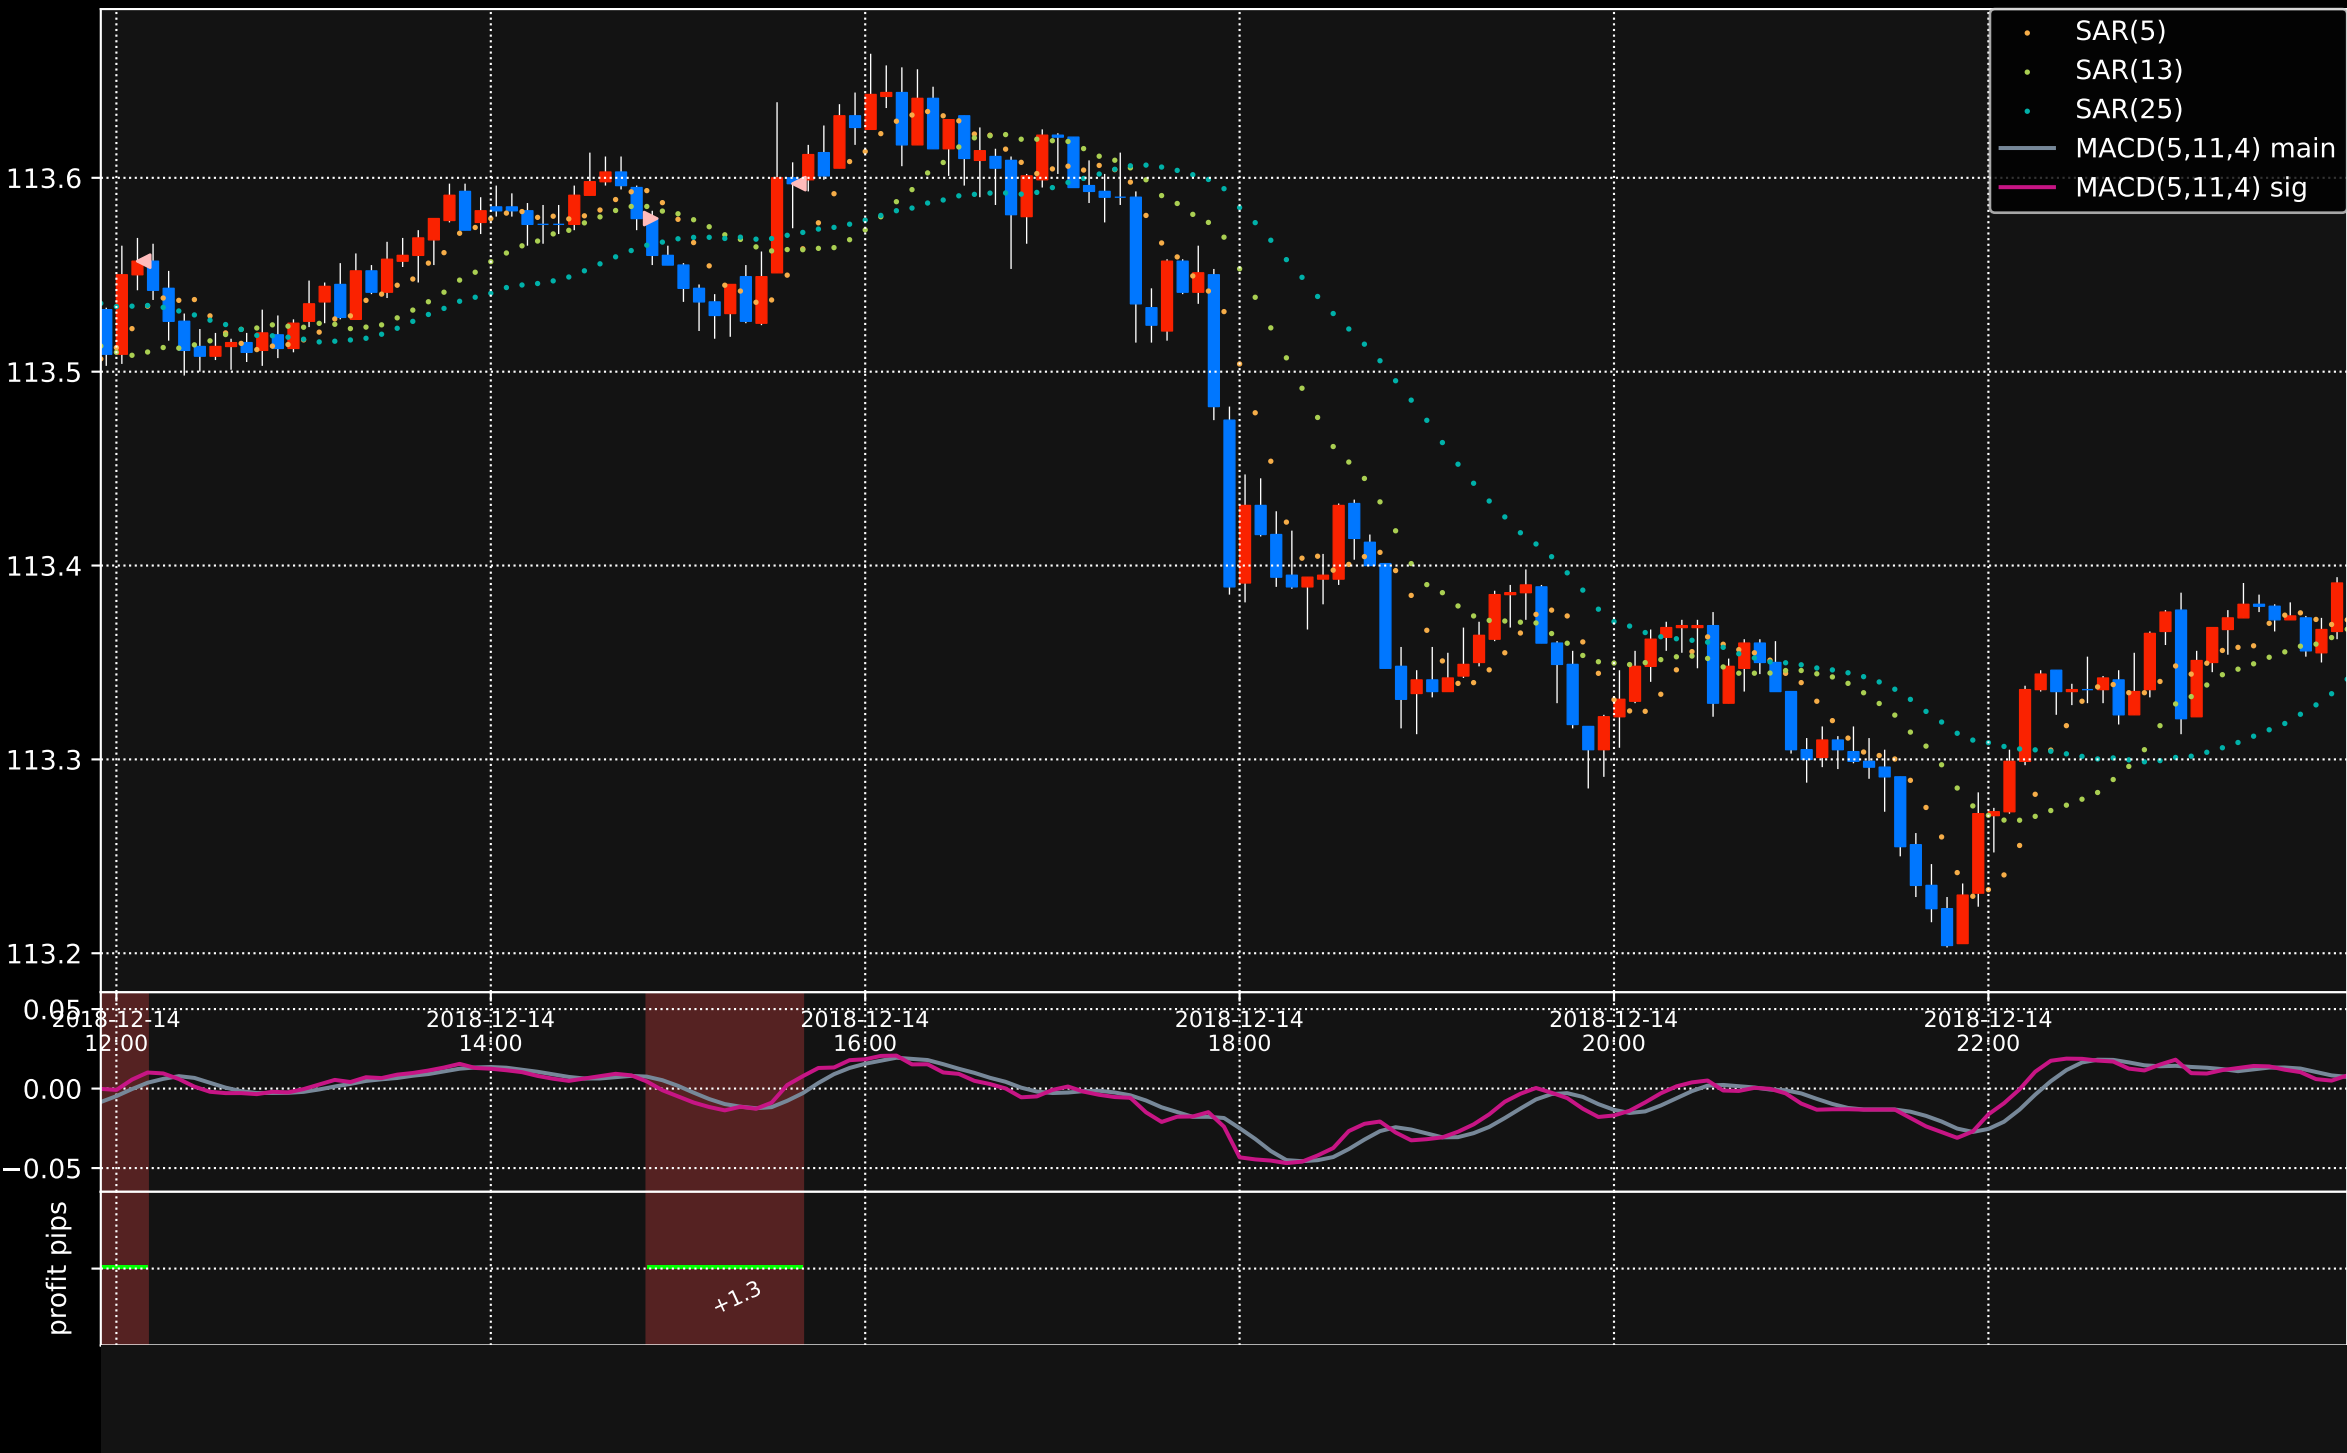 SAR(5)
SAR(13)
SAR(25)
MACD(5,11,4) main
MACD(5,11,4) sig
113.6
113.5
113.4
113.3
113.2
0.05
2018-12-14 2018-12-14 2018-12-14 2018-12-14 2018-12-14 2018-12-14
12:00 14:00 16:00 18:00 20:00 22:00
0.00
−0.05
profit pips
+1.3